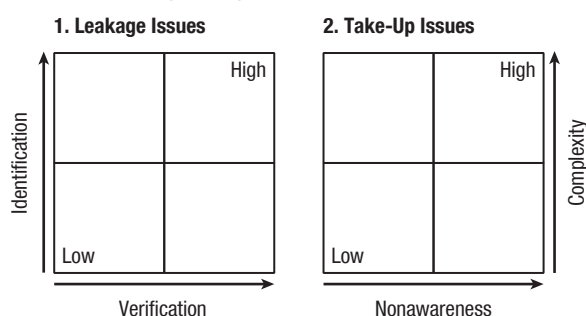 1. Leakage Issues
2. Take-Up Issues
High
High
Identification
Complexity
Low
Low
Verification
Nonawareness